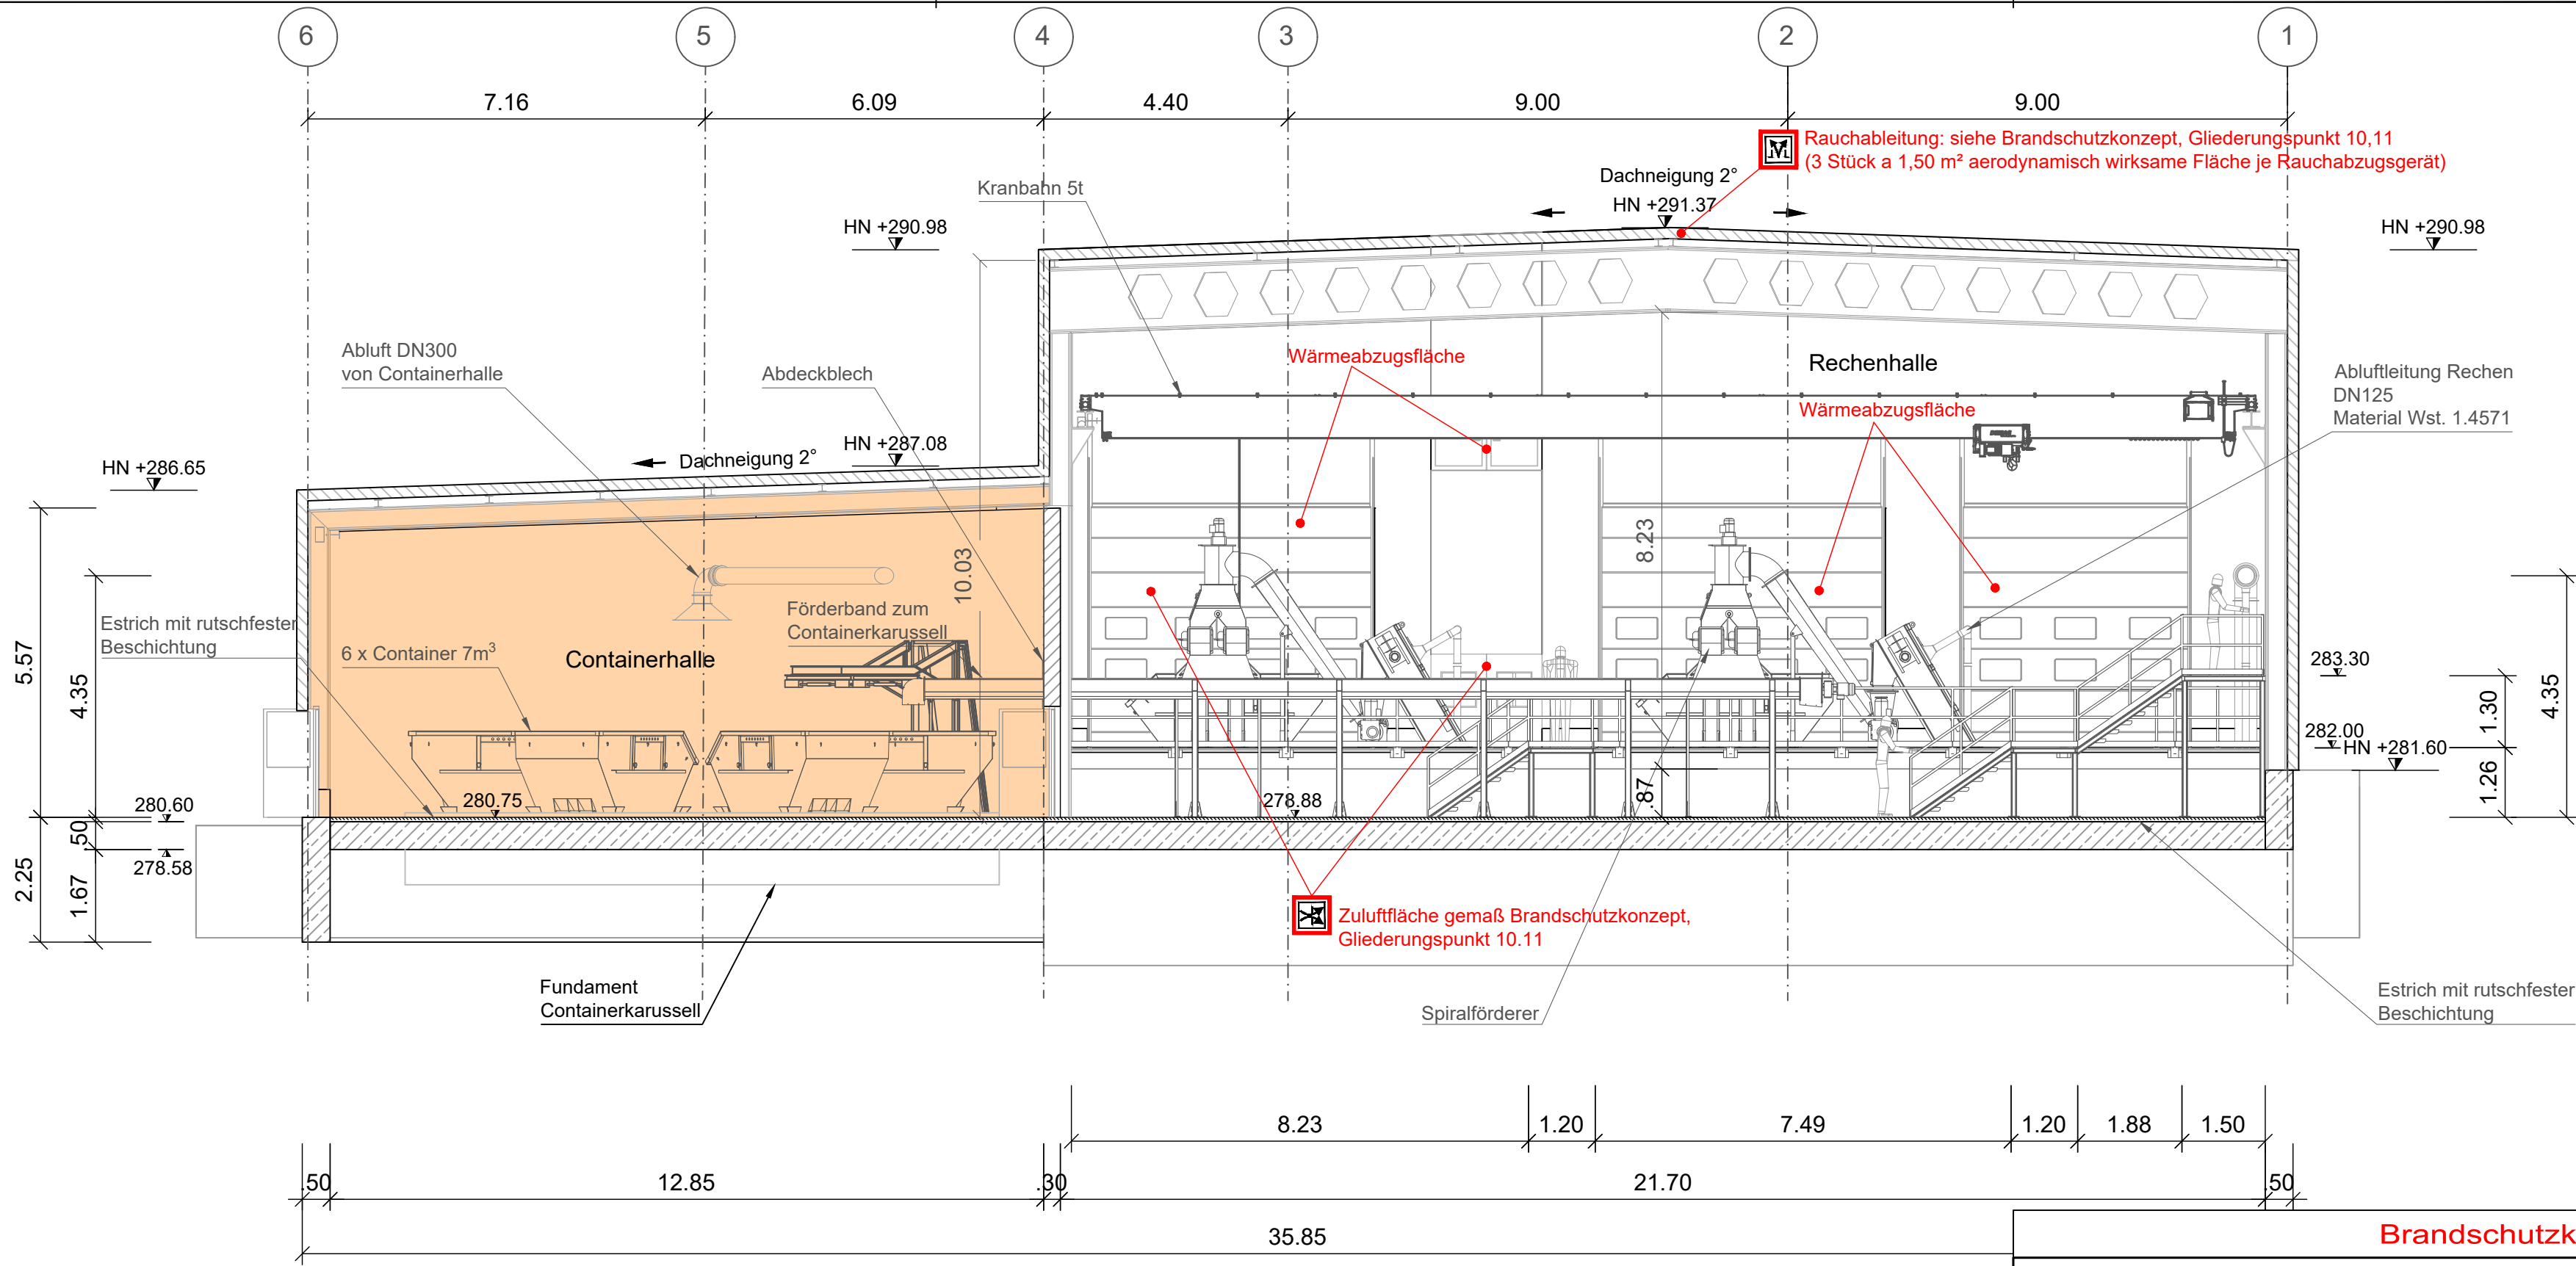 6 5 4 3 2 1
7.16 6.09 4.40 9.00 9.00
Rauchableitung: siehe Brandschutzkonzept, Gliederungspunkt 10,11
(3 Stück a 1,50 m² aerodynamisch wirksame Fläche je Rauchabzugsgerät)
Dachneigung 2°
Kranbahn 5t
HN +291.37
HN +290.98
HN +290.98
Abluft DN300
von Containerhalle
Abdeckblech
Wärmeabzugsfläche
Rechenhalle
Abluftleitung Rechen
DN125
Material Wst. 1.4571
Wärmeabzugsfläche
HN +287.08
Dachneigung 2°
HN +286.65
10.03
8.23
Förderband zum
Containerkarussell
Estrich mit rutschfester
Beschichtung
6 x Container 7m³
Containerhalle
5.57
4.35
283.30
1.30
4.35
282.00
HN +281.60
1.26
280.60
280.75
278.88
.87
.50
278.58
2.25
1.67
Zuluftfläche gemäß Brandschutzkonzept,
Gliederungspunkt 10.11
Fundament
Containerkarussell
Spiralförderer
Estrich mit rutschfester
Beschichtung
8.23 1.20 7.49 1.20 1.88 1.50
.50 12.85 .30 21.70 .50
35.85
Brandschutzk